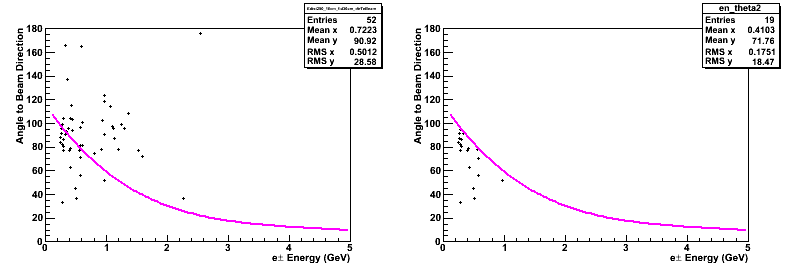 Entries 52
Mean x 0.7223
Mean y 90.92
RMS x 0.5012
RMS y 28.58
Angle to Beam Direction
180
160
140
120
100
80
60
40
20
0
0 1 2 3 4 5
e± Energy (GeV)
en_theta2
Entries 19
Mean x 0.4103
Mean y 71.76
RMS x 0.1751
RMS y 18.47
Angle to Beam Direction
180
160
140
120
100
80
60
40
20
0
0 1 2 3 4 5
e± Energy (GeV)